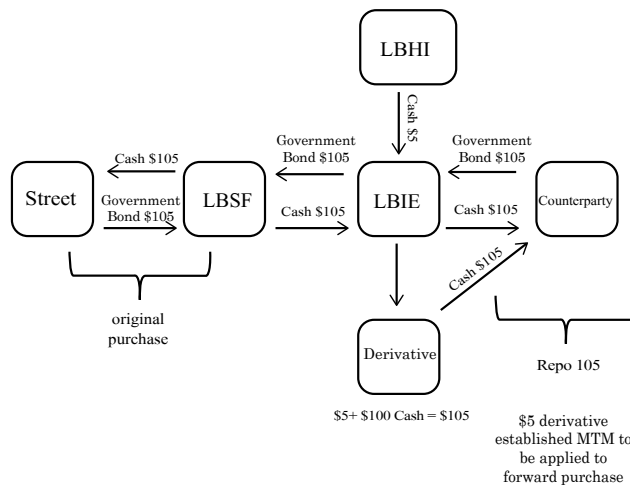 LBHI
Cash $5
Government
Bond $105
Government
Bond $105
Cash $105
Street
Government
Bond $105
LBSF
Cash $105
LBIE
Cash $105
Counterparty
original
purchase
Cash $105
Derivative
$5+ $100 Cash = $105
Repo 105
$5 derivative
established MTM to
be applied to
forward purchase